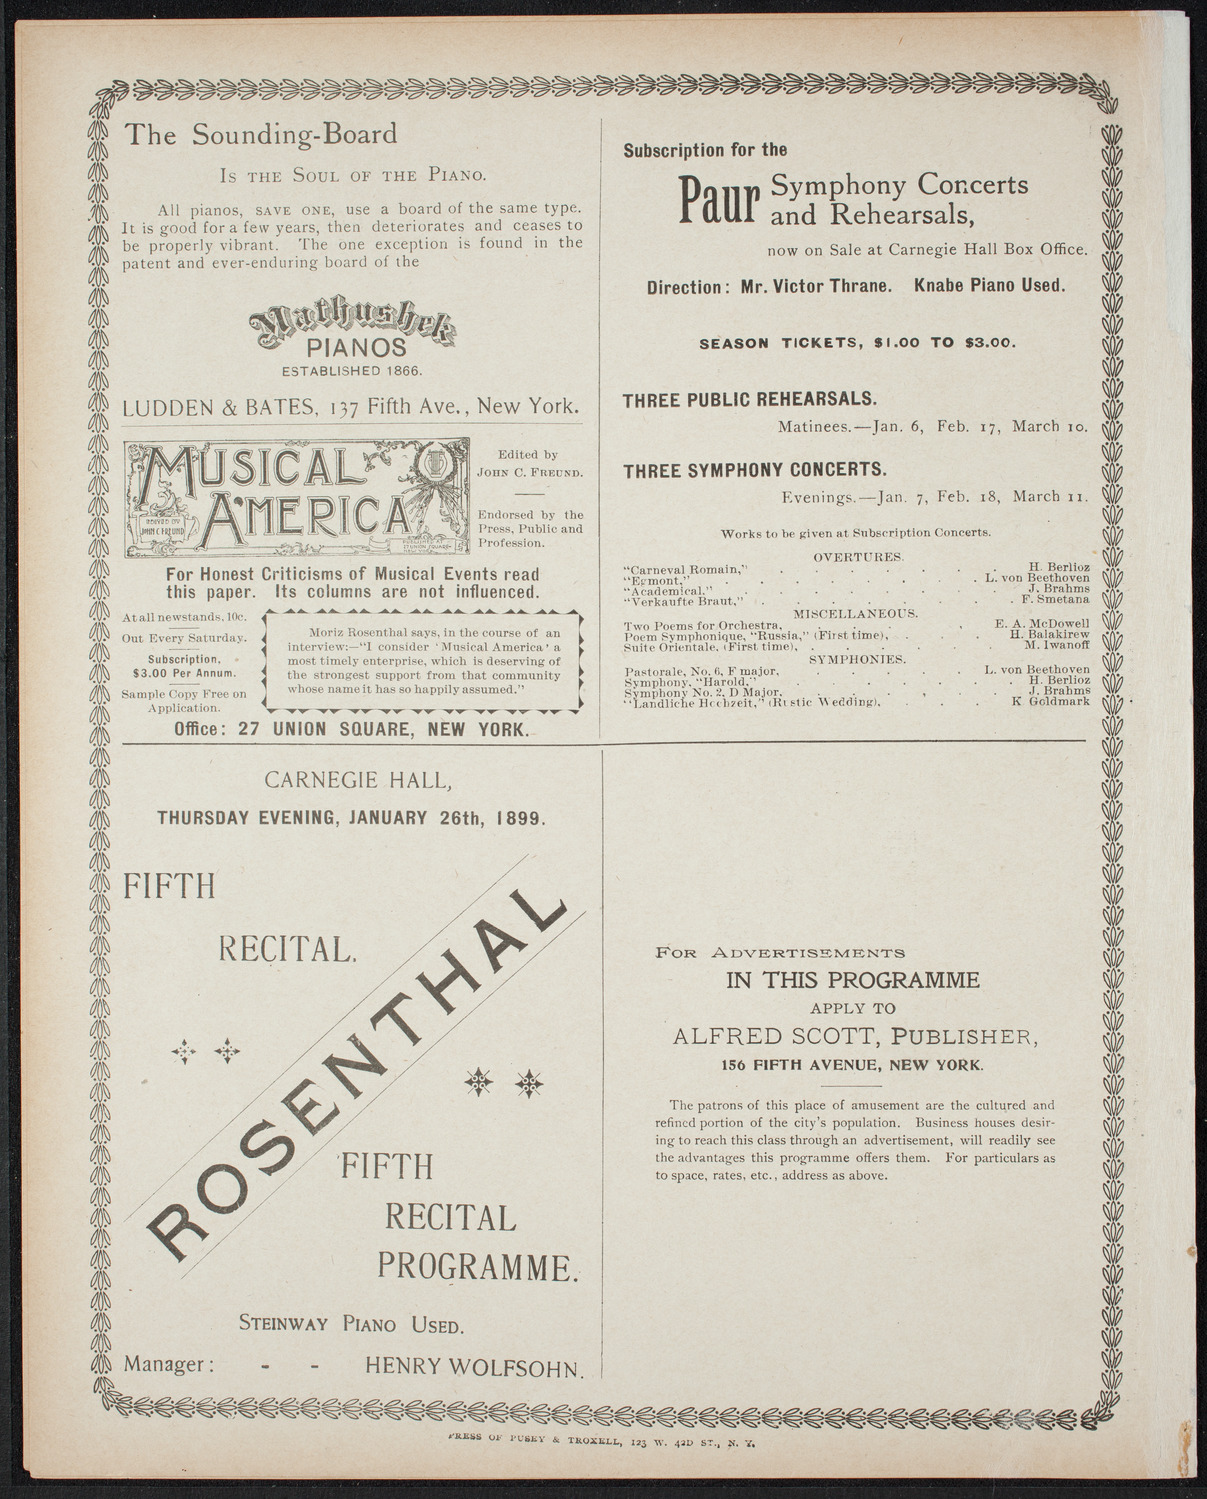 The Sounding-Board
Is the Soul of the Piano.
All pianos, save one, use a board of the same type.
It is good for a few years, then deteriorates and ceases to
be properly vibrant. The one exception is found in the
patent and ever-enduring board of the
Mathushek
PIANOS
ESTABLISHED 1866.
LUDDEN & BATES, 137 Fifth Ave., New York.
MUSICAL
AMERICA
EDITED BY
JOHN C FREUND
PUBLISHED AT
UNION SQUARE
NEW YORK
Edited by
John C. Freund.
Endorsed by the
Press, Public and
Profession.
For Honest Criticisms of Musical Events read
this paper. Its columns are not influenced.
At all newstands, 10c.
Out Every Saturday.
Subscription,
$3.00 Per Annum.
Sample Copy Free on
Application.
Moriz Rosenthal says, in the course of an
interview:—“I consider ‘Musical America’ a
most timely enterprise, which is deserving of
the strongest support from that community
whose name it has so happily assumed.”
Office: 27 UNION SQUARE, NEW YORK.
Subscription for the
Paur Symphony Concerts
and Rehearsals,
now on Sale at Carnegie Hall Box Office.
Direction: Mr. Victor Thrane. Knabe Piano Used.
SEASON TICKETS, $1.00 TO $3.00.
THREE PUBLIC REHEARSALS.
Matinees.—Jan. 6, Feb. 17, March 10.
THREE SYMPHONY CONCERTS.
Evenings.—Jan. 7, Feb. 18, March 11.
Works to be given at Subscription Concerts.
OVERTURES.
“Carneval Romain,” . . . . . . H. Berlioz
“Egmont,” . . . . . . L. von Beethoven
“Academical.” . . . . . . J. Brahms
“Verkaufte Braut,” . . . . . . F. Smetana
MISCELLANEOUS.
Two Poems for Orchestra, . . . . E. A. McDowell
Poem Symphonique, “Russia,” (First time), . . . . H. Balakirew
Suite Orientale, (First time), . . . . . M. Iwanoff
SYMPHONIES.
Pastorale, No. 6, F major, . . . . . L. von Beethoven
Symphony, “Harold,” . . . . . . H. Berlioz
Symphony No. 2, D Major, . . . . . . J. Brahms
“Landliche Hochzeit,” (Rustic Wedding), . . . K Goldmark
CARNEGIE HALL,
THURSDAY EVENING, JANUARY 26th, 1899.
FIFTH
RECITAL.
ROSENTHAL
FIFTH
RECITAL
PROGRAMME.
Steinway Piano Used.
Manager: - - HENRY WOLFSOHN.
For Advertisements
IN THIS PROGRAMME
APPLY TO
ALFRED SCOTT, PUBLISHER,
156 FIFTH AVENUE, NEW YORK.
The patrons of this place of amusement are the cultured and
refined portion of the city’s population. Business houses desir-
ing to reach this class through an advertisement, will readily see
the advantages this programme offers them. For particulars as
to space, rates, etc., address as above.
PRESS OF PUSEY & TROXELL, 123 W. 42D ST., N. Y.